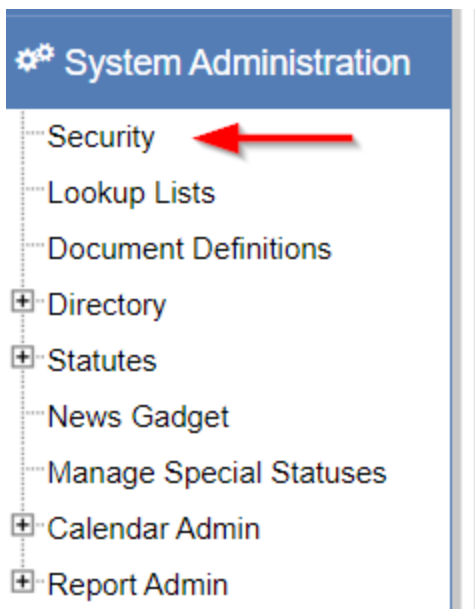 System Administration
Security
Lookup Lists
Document Definitions
Directory
Statutes
News Gadget
Manage Special Statuses
Calendar Admin
Report Admin